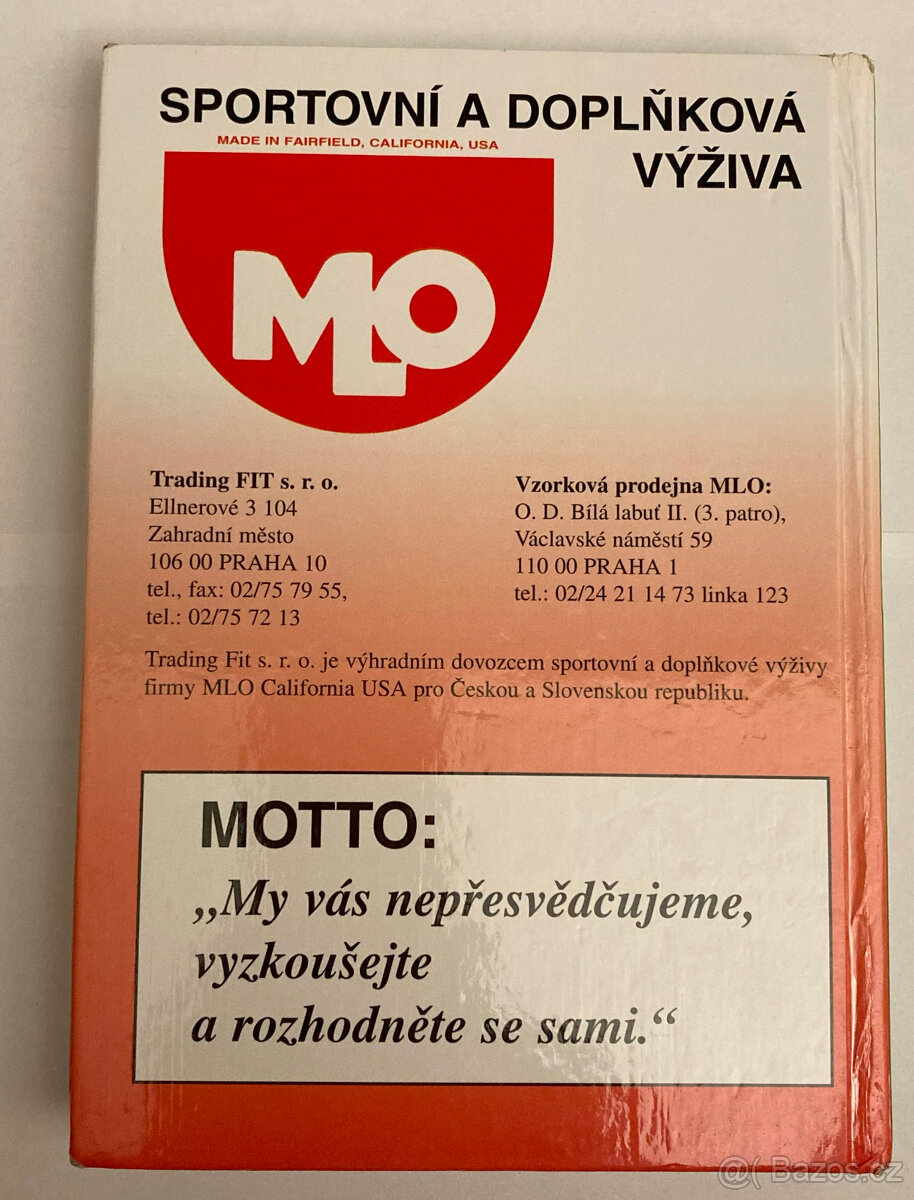 SPORTOVNÍ A DOPLŇKOVÁ
VÝŽIVA
MADE IN FAIRFIELD, CALIFORNIA, USA
MLO
Trading FIT s. r. o.
Ellnerové 3 104
Zahradní město
106 00 PRAHA 10
tel., fax: 02/75 79 55,
tel.: 02/75 72 13
Vzorková prodejna MLO:
O. D. Bílá labuť II. (3. patro),
Václavské náměstí 59
110 00 PRAHA 1
tel.: 02/24 21 14 73 linka 123
Trading Fit s. r. o. je výhradním dovozcem sportovní a doplňkové výživy
firmy MLO California USA pro Českou a Slovenskou republiku.
MOTTO:
„My vás nepřesvědčujeme,
vyzkoušejte
a rozhodněte se sami.“
@( Bazos.cz